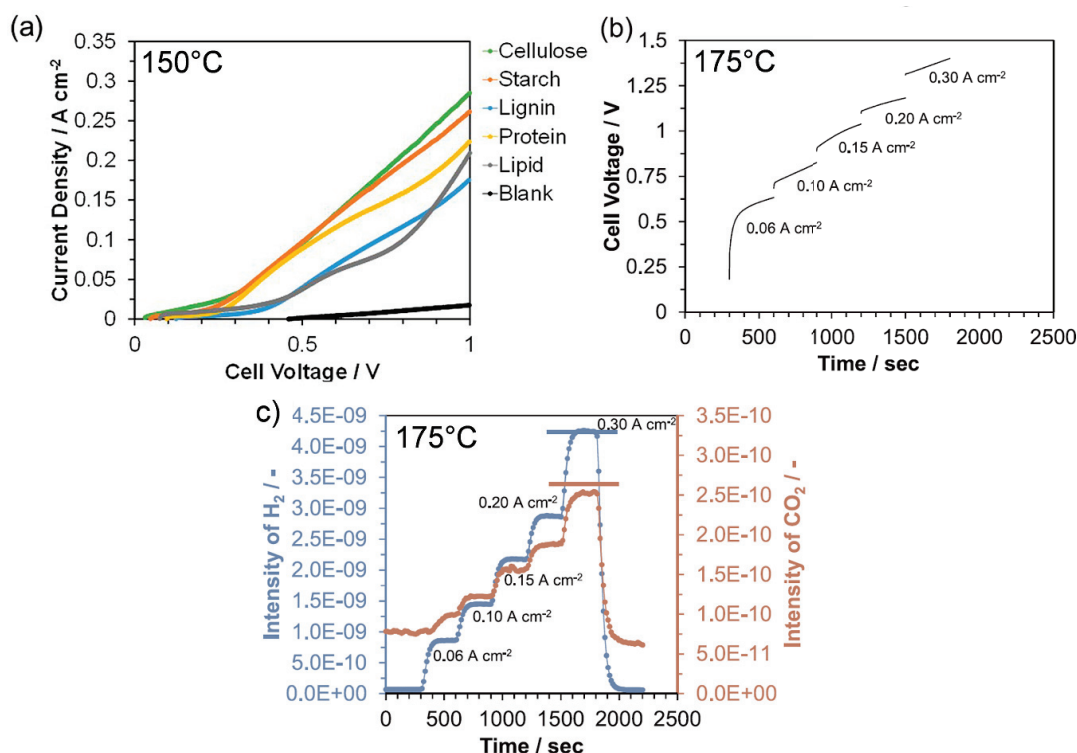 (a)
150°C
0.35
0.3
0.25
0.2
0.15
0.1
0.05
0
0
0.5
1
Current Density / A cm⁻²
Cell Voltage / V
Cellulose
Starch
Lignin
Protein
Lipid
Blank
(b)
175°C
1.5
1.25
1
0.75
0.5
0.25
0
0
500
1000
1500
2000
2500
Cell Voltage / V
Time / sec
0.30 A cm⁻²
0.20 A cm⁻²
0.15 A cm⁻²
0.10 A cm⁻²
0.06 A cm⁻²
c)
175°C
4.5E-09
4.0E-09
3.5E-09
3.0E-09
2.5E-09
2.0E-09
1.5E-09
1.0E-09
5.0E-10
0.0E+00
Intensity of H₂ / -
0.30 A cm⁻²
0.20 A cm⁻²
0.15 A cm⁻²
0.10 A cm⁻²
0.06 A cm⁻²
3.5E-10
3.0E-10
2.5E-10
2.0E-10
1.5E-10
1.0E-10
5.0E-11
0.0E+00
Intensity of CO₂ / -
0
500
1000
1500
2000
2500
Time / sec